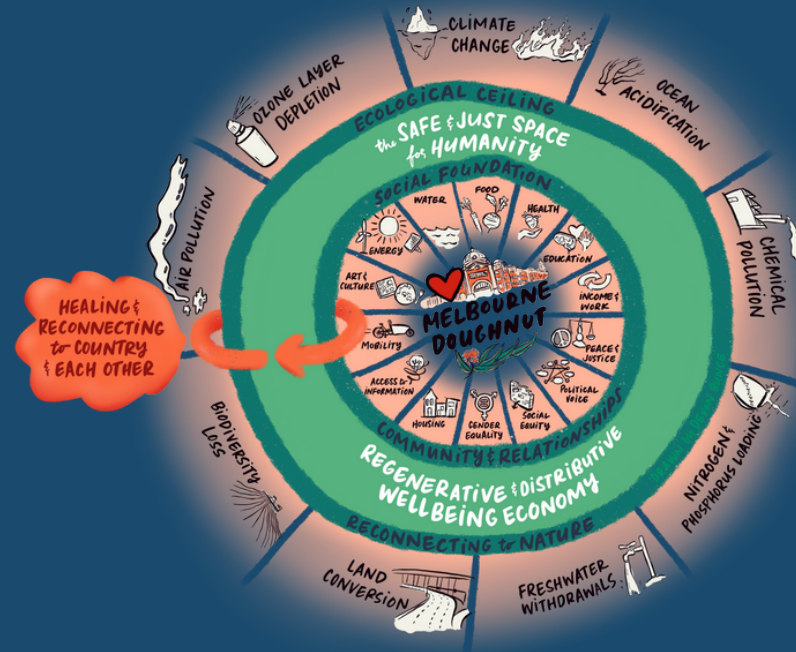 CLIMATE
CHANGE
OCEAN
ACIDIFICATION
CHEMICAL
POLLUTION
NITROGEN &
PHOSPHORUS LOADING
FRESHWATER
WITHDRAWALS
LAND
CONVERSION
BIODIVERSITY
LOSS
AIR POLLUTION
OZONE LAYER
DEPLETION
ECOLOGICAL CEILING
the SAFE & JUST SPACE
for HUMANITY
SOCIAL FOUNDATION
WATER
FOOD
HEALTH
EDUCATION
INCOME &
WORK
PEACE &
JUSTICE
POLITICAL
VOICE
SOCIAL
EQUITY
GENDER
EQUALITY
HOUSING
ACCESS to
INFORMATION
MOBILITY
ART &
CULTURE
ENERGY
MELBOURNE
DOUGHNUT
HEALING &
RECONNECTING
to COUNTRY
& EACH OTHER
COMMUNITY & RELATIONSHIPS
REGENERATIVE & DISTRIBUTIVE
WELLBEING ECONOMY
RECONNECTING to NATURE